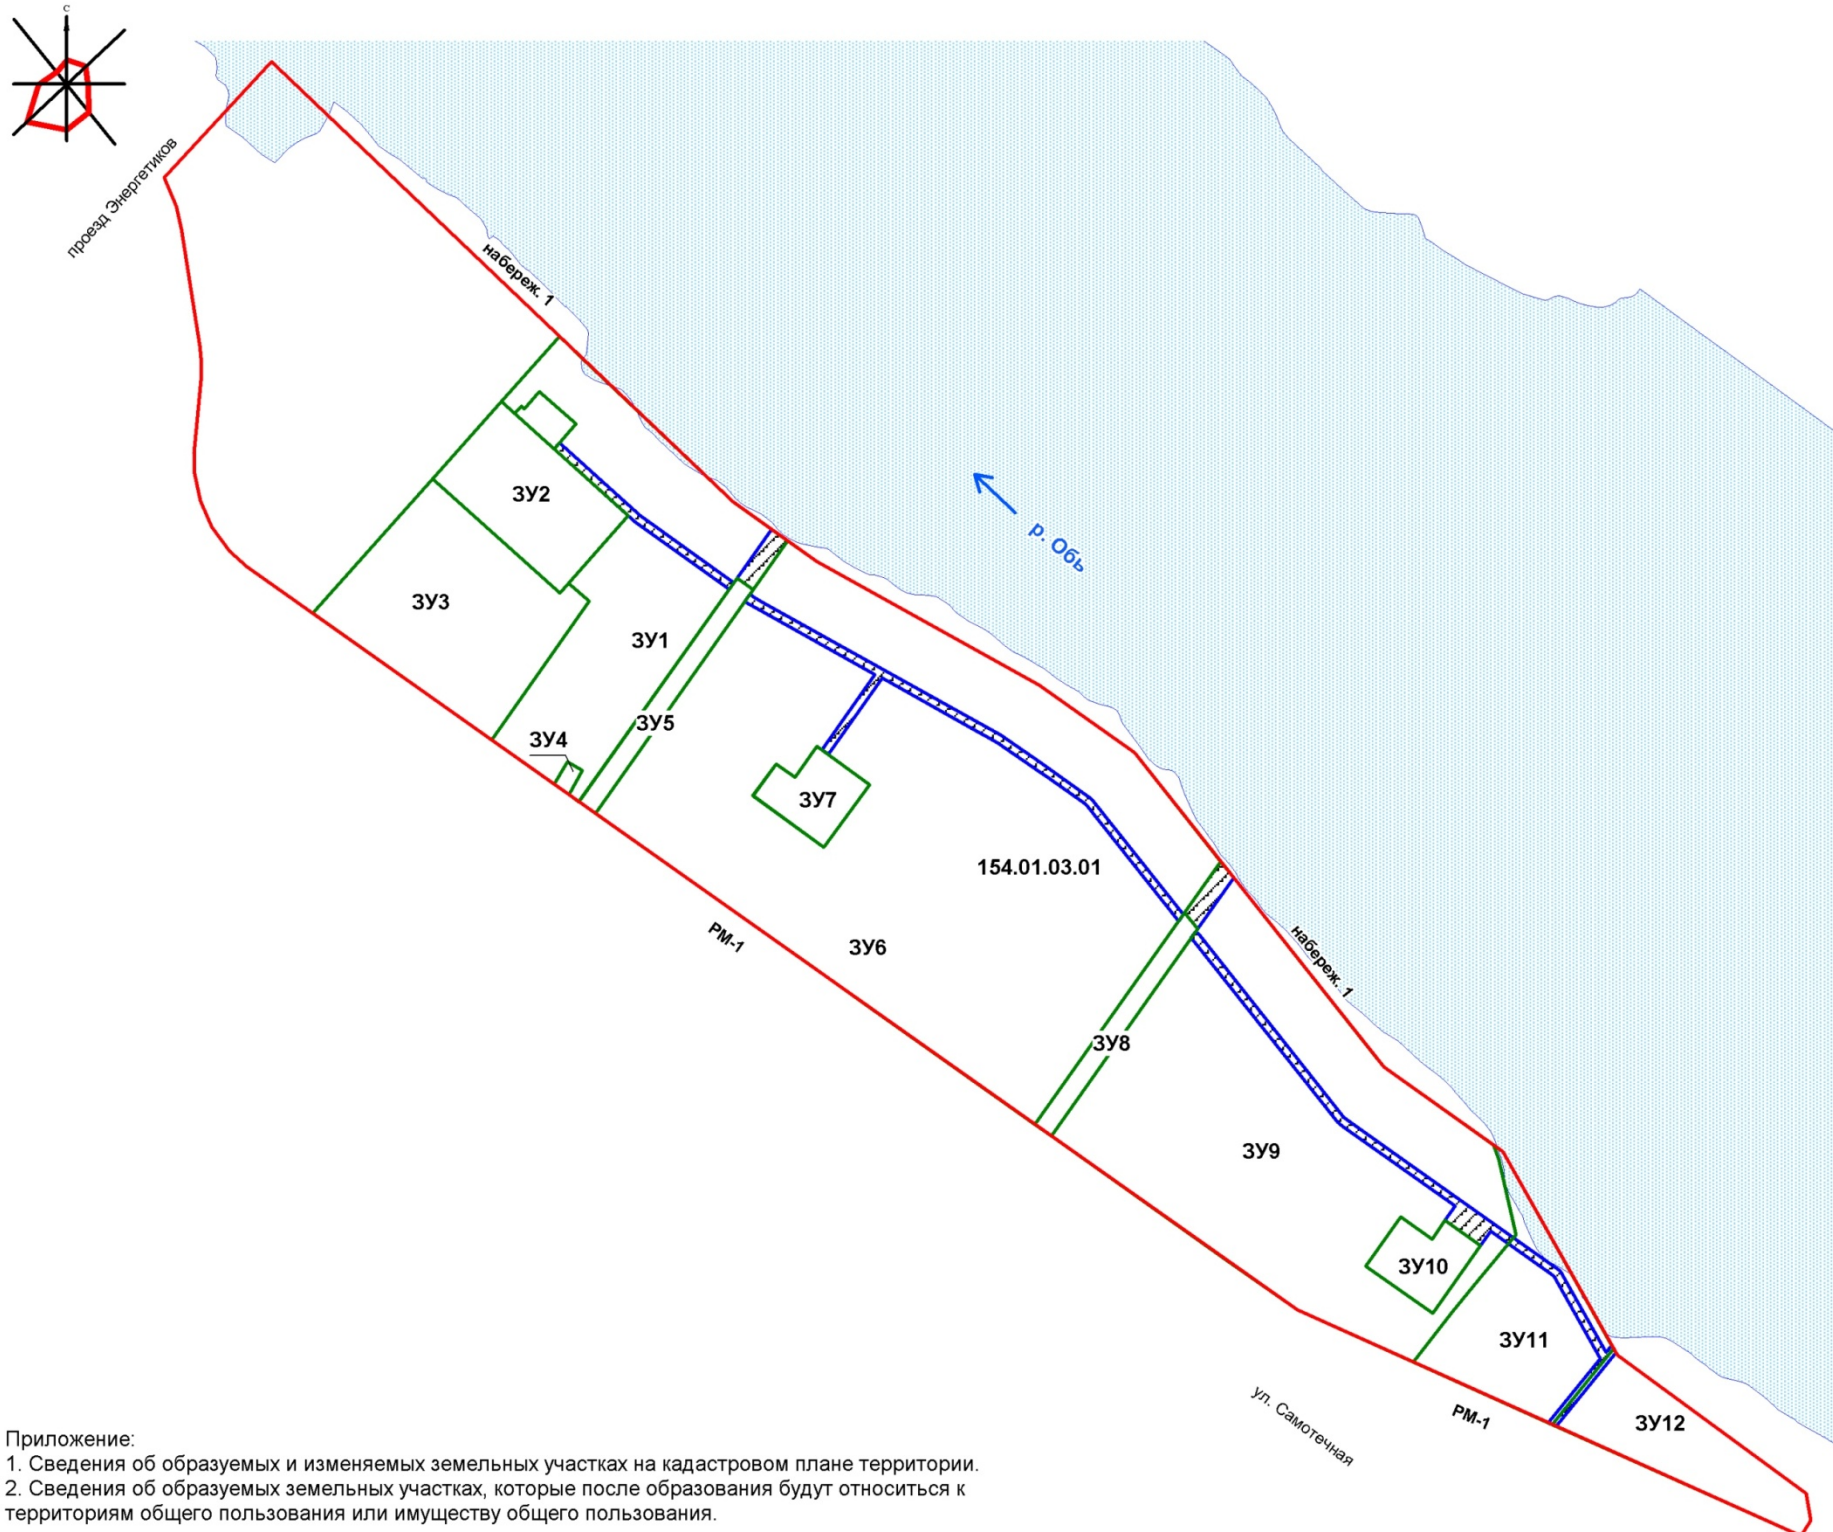 с
проезд Энергетиков
набереж. 1
ЗУ2
р. Обь
ЗУ3
ЗУ1
ЗУ5
ЗУ4
ЗУ7
154.01.03.01
РМ-1
ЗУ6
набереж. 1
ЗУ8
ЗУ9
ЗУ10
ЗУ11
ул. Самотечная
РМ-1
ЗУ12
Приложение:
1. Сведения об образуемых и изменяемых земельных участках на кадастровом плане территории.
2. Сведения об образуемых земельных участках, которые после образования будут относиться к
территориям общего пользования или имуществу общего пользования.